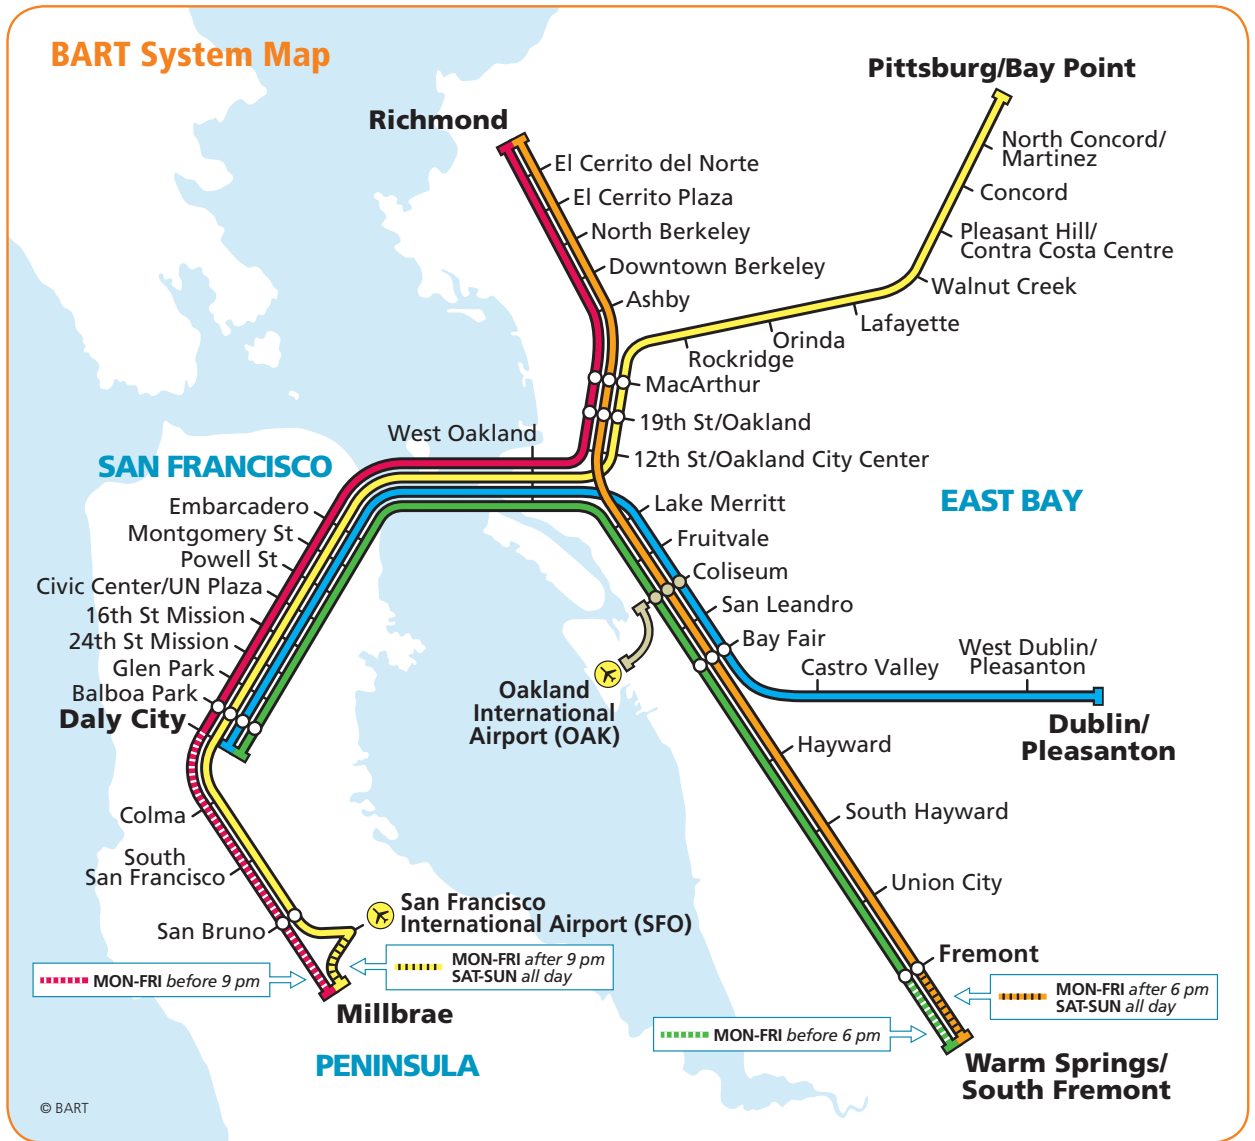 BART System Map
Pittsburg/Bay Point
Richmond
North Concord/
Martinez
El Cerrito del Norte
Concord
El Cerrito Plaza
North Berkeley
Pleasant Hill/
Contra Costa Centre
Downtown Berkeley
Walnut Creek
Ashby
Lafayette
Orinda
Rockridge
MacArthur
19th St/Oakland
West Oakland
12th St/Oakland City Center
SAN FRANCISCO
EAST BAY
Embarcadero
Lake Merritt
Montgomery St
Fruitvale
Powell St
Coliseum
Civic Center/UN Plaza
San Leandro
16th St Mission
24th St Mission
Bay Fair
Glen Park
Castro Valley
West Dublin/
Pleasanton
Balboa Park
Daly City
Oakland
International
Airport (OAK)
Dublin/
Pleasanton
Hayward
Colma
South Hayward
South
San Francisco
Union City
San Bruno
San Francisco
International Airport (SFO)
Fremont
MON-FRI before 9 pm
MON-FRI after 9 pm
SAT-SUN all day
MON-FRI after 6 pm
SAT-SUN all day
Millbrae
MON-FRI before 6 pm
PENINSULA
Warm Springs/
South Fremont
© BART